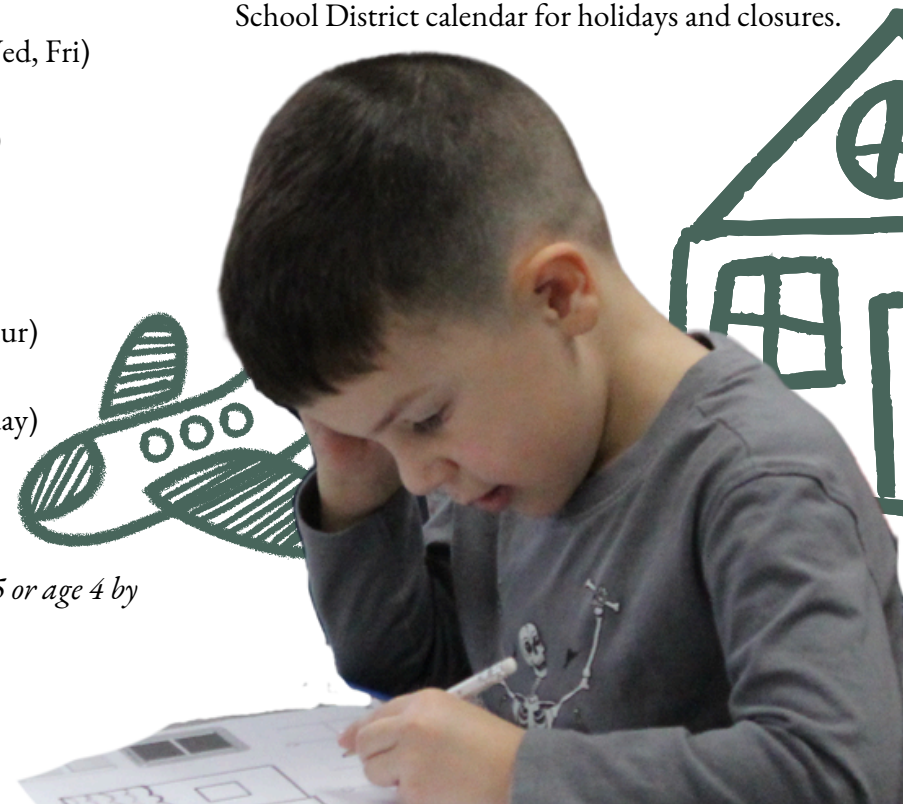 School District calendar for holidays and closures.
ed, Fri)
)
ur)
ay)
5 or age 4 by